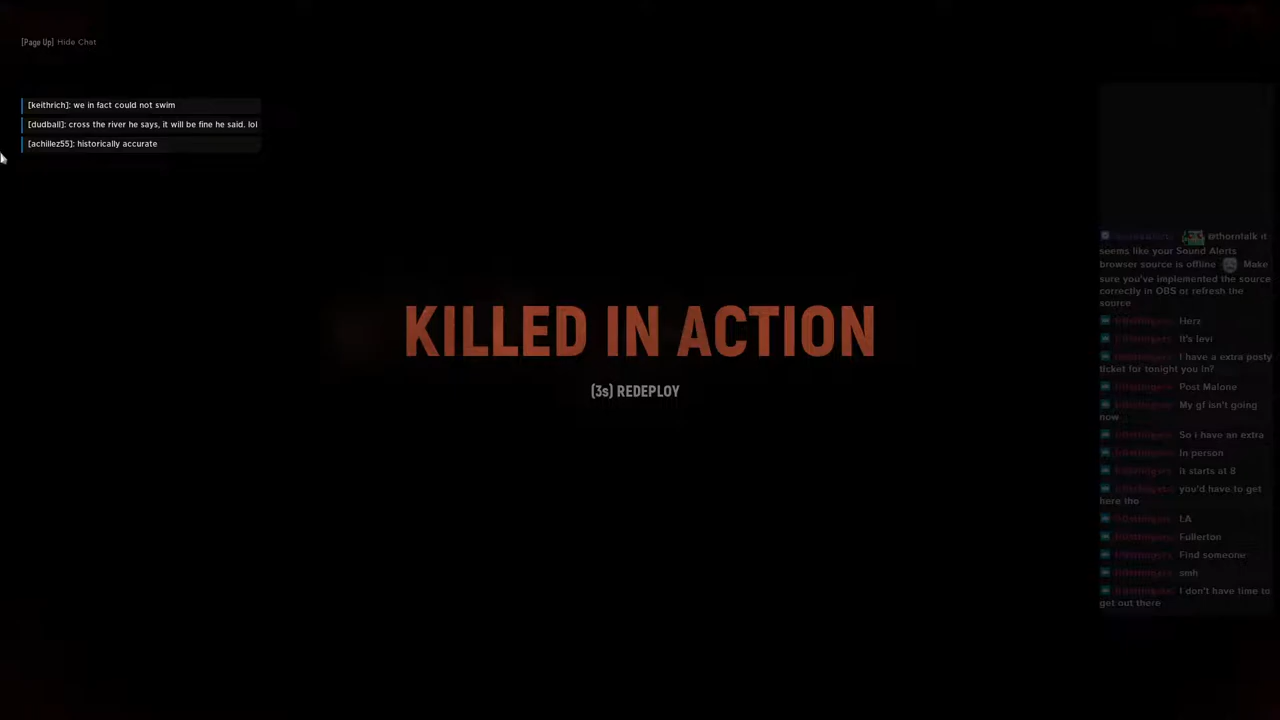 [Page Up] Hide Chat
[keithrich]: we in fact could not swim
[dudball]: cross the river he says, it will be fine he said. lol
[achillez55]: historically accurate
KILLED IN ACTION
(3s) REDEPLOY
@thorntalk it
seems like your Sound Alerts
browser source is offline Make
sure you've implemented the source
correctly in OBS or refresh the
source
Herz
It's levi
I have a extra posty
ticket for tonight you in?
Post Malone
My gf isn't going
now
So i have an extra
In person
It starts at 8
you'd have to get
here tho
LA
Fullerton
Find someone
smh
I don't have time to
get out there